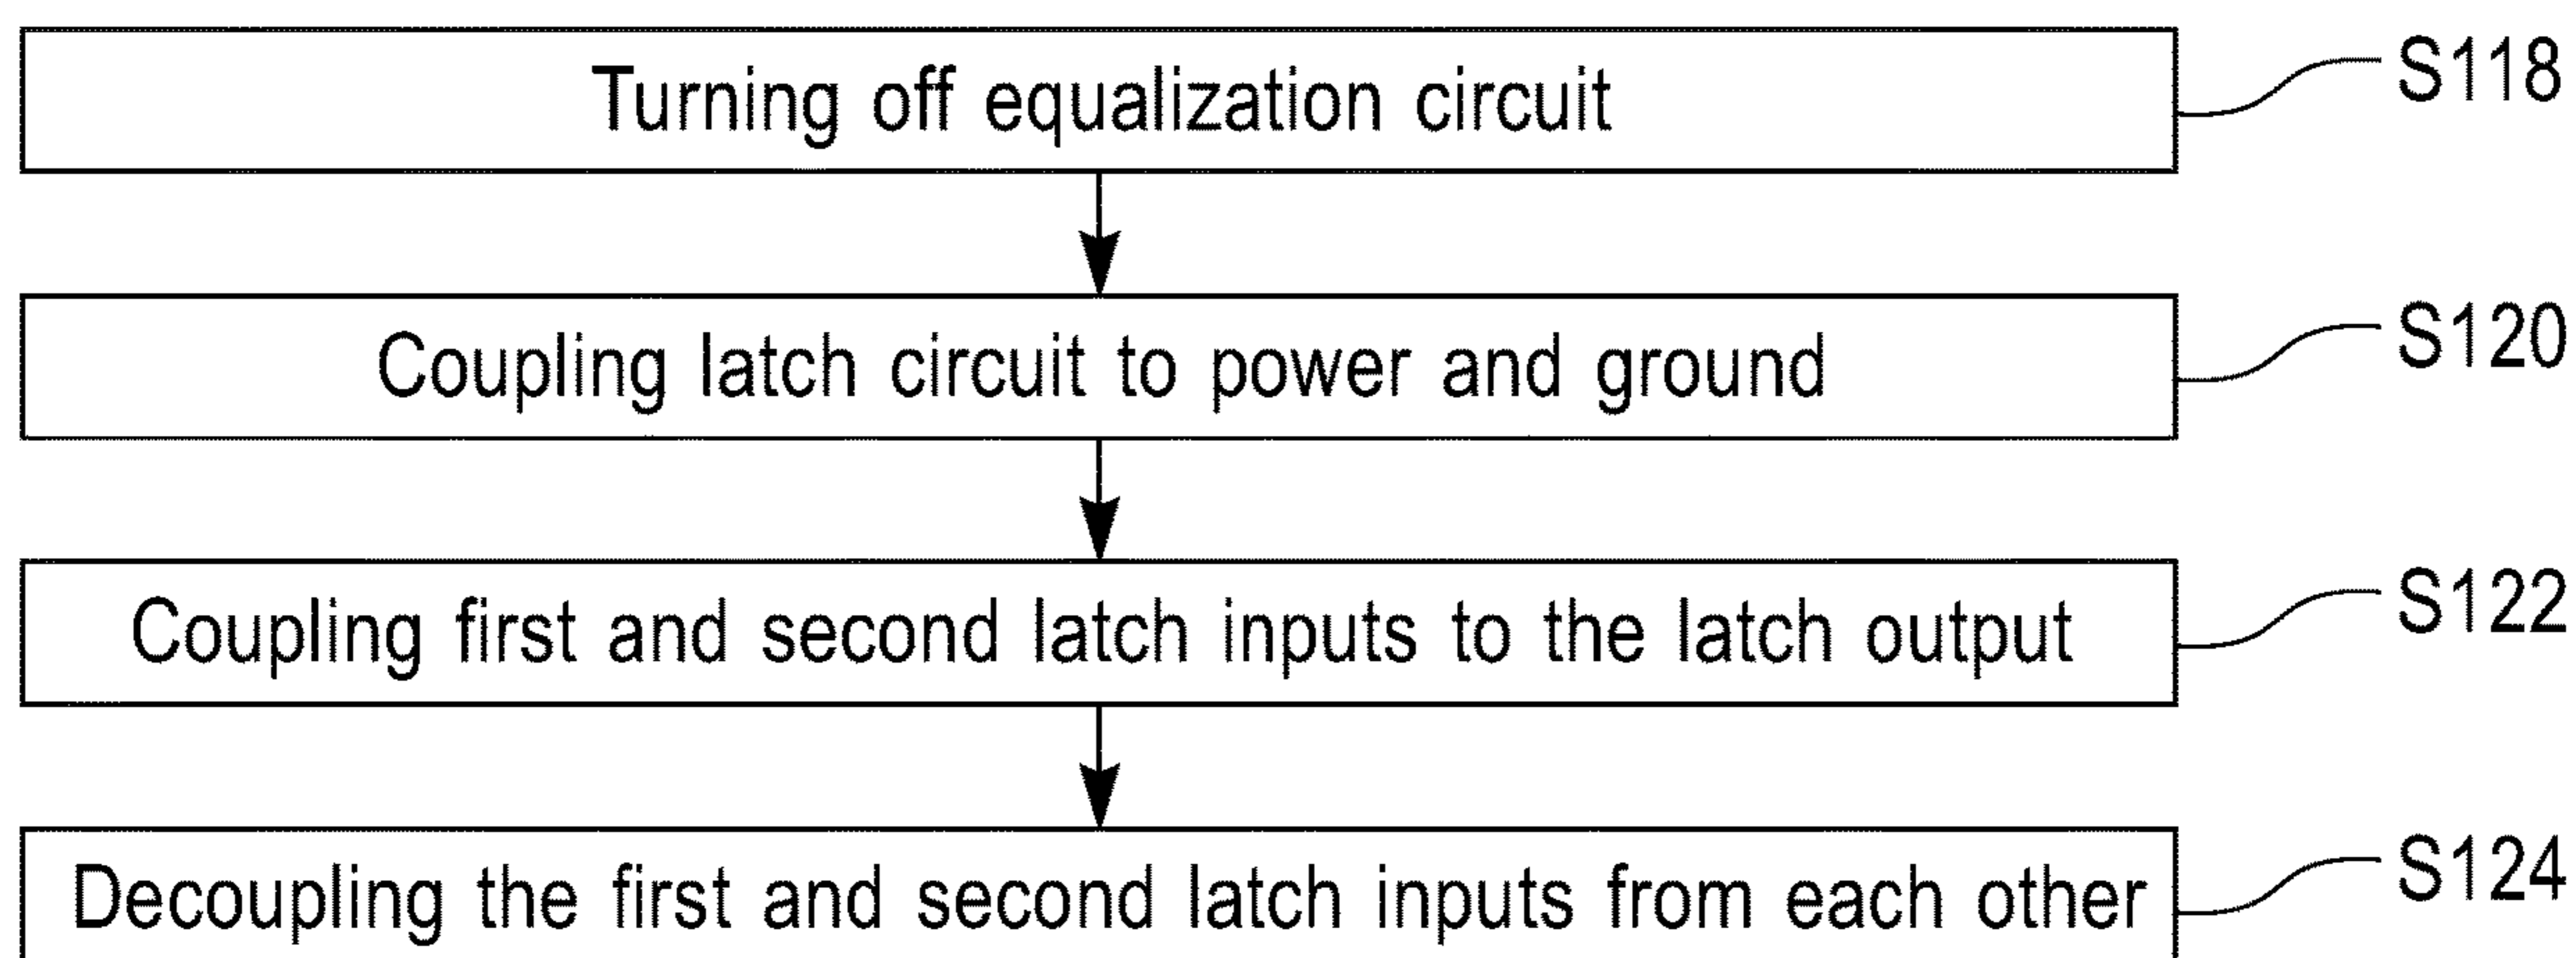 Turning off equalization circuit
S118
Coupling latch circuit to power and ground
S120
Coupling first and second latch inputs to the latch output
S122
Decoupling the first and second latch inputs from each other
S124